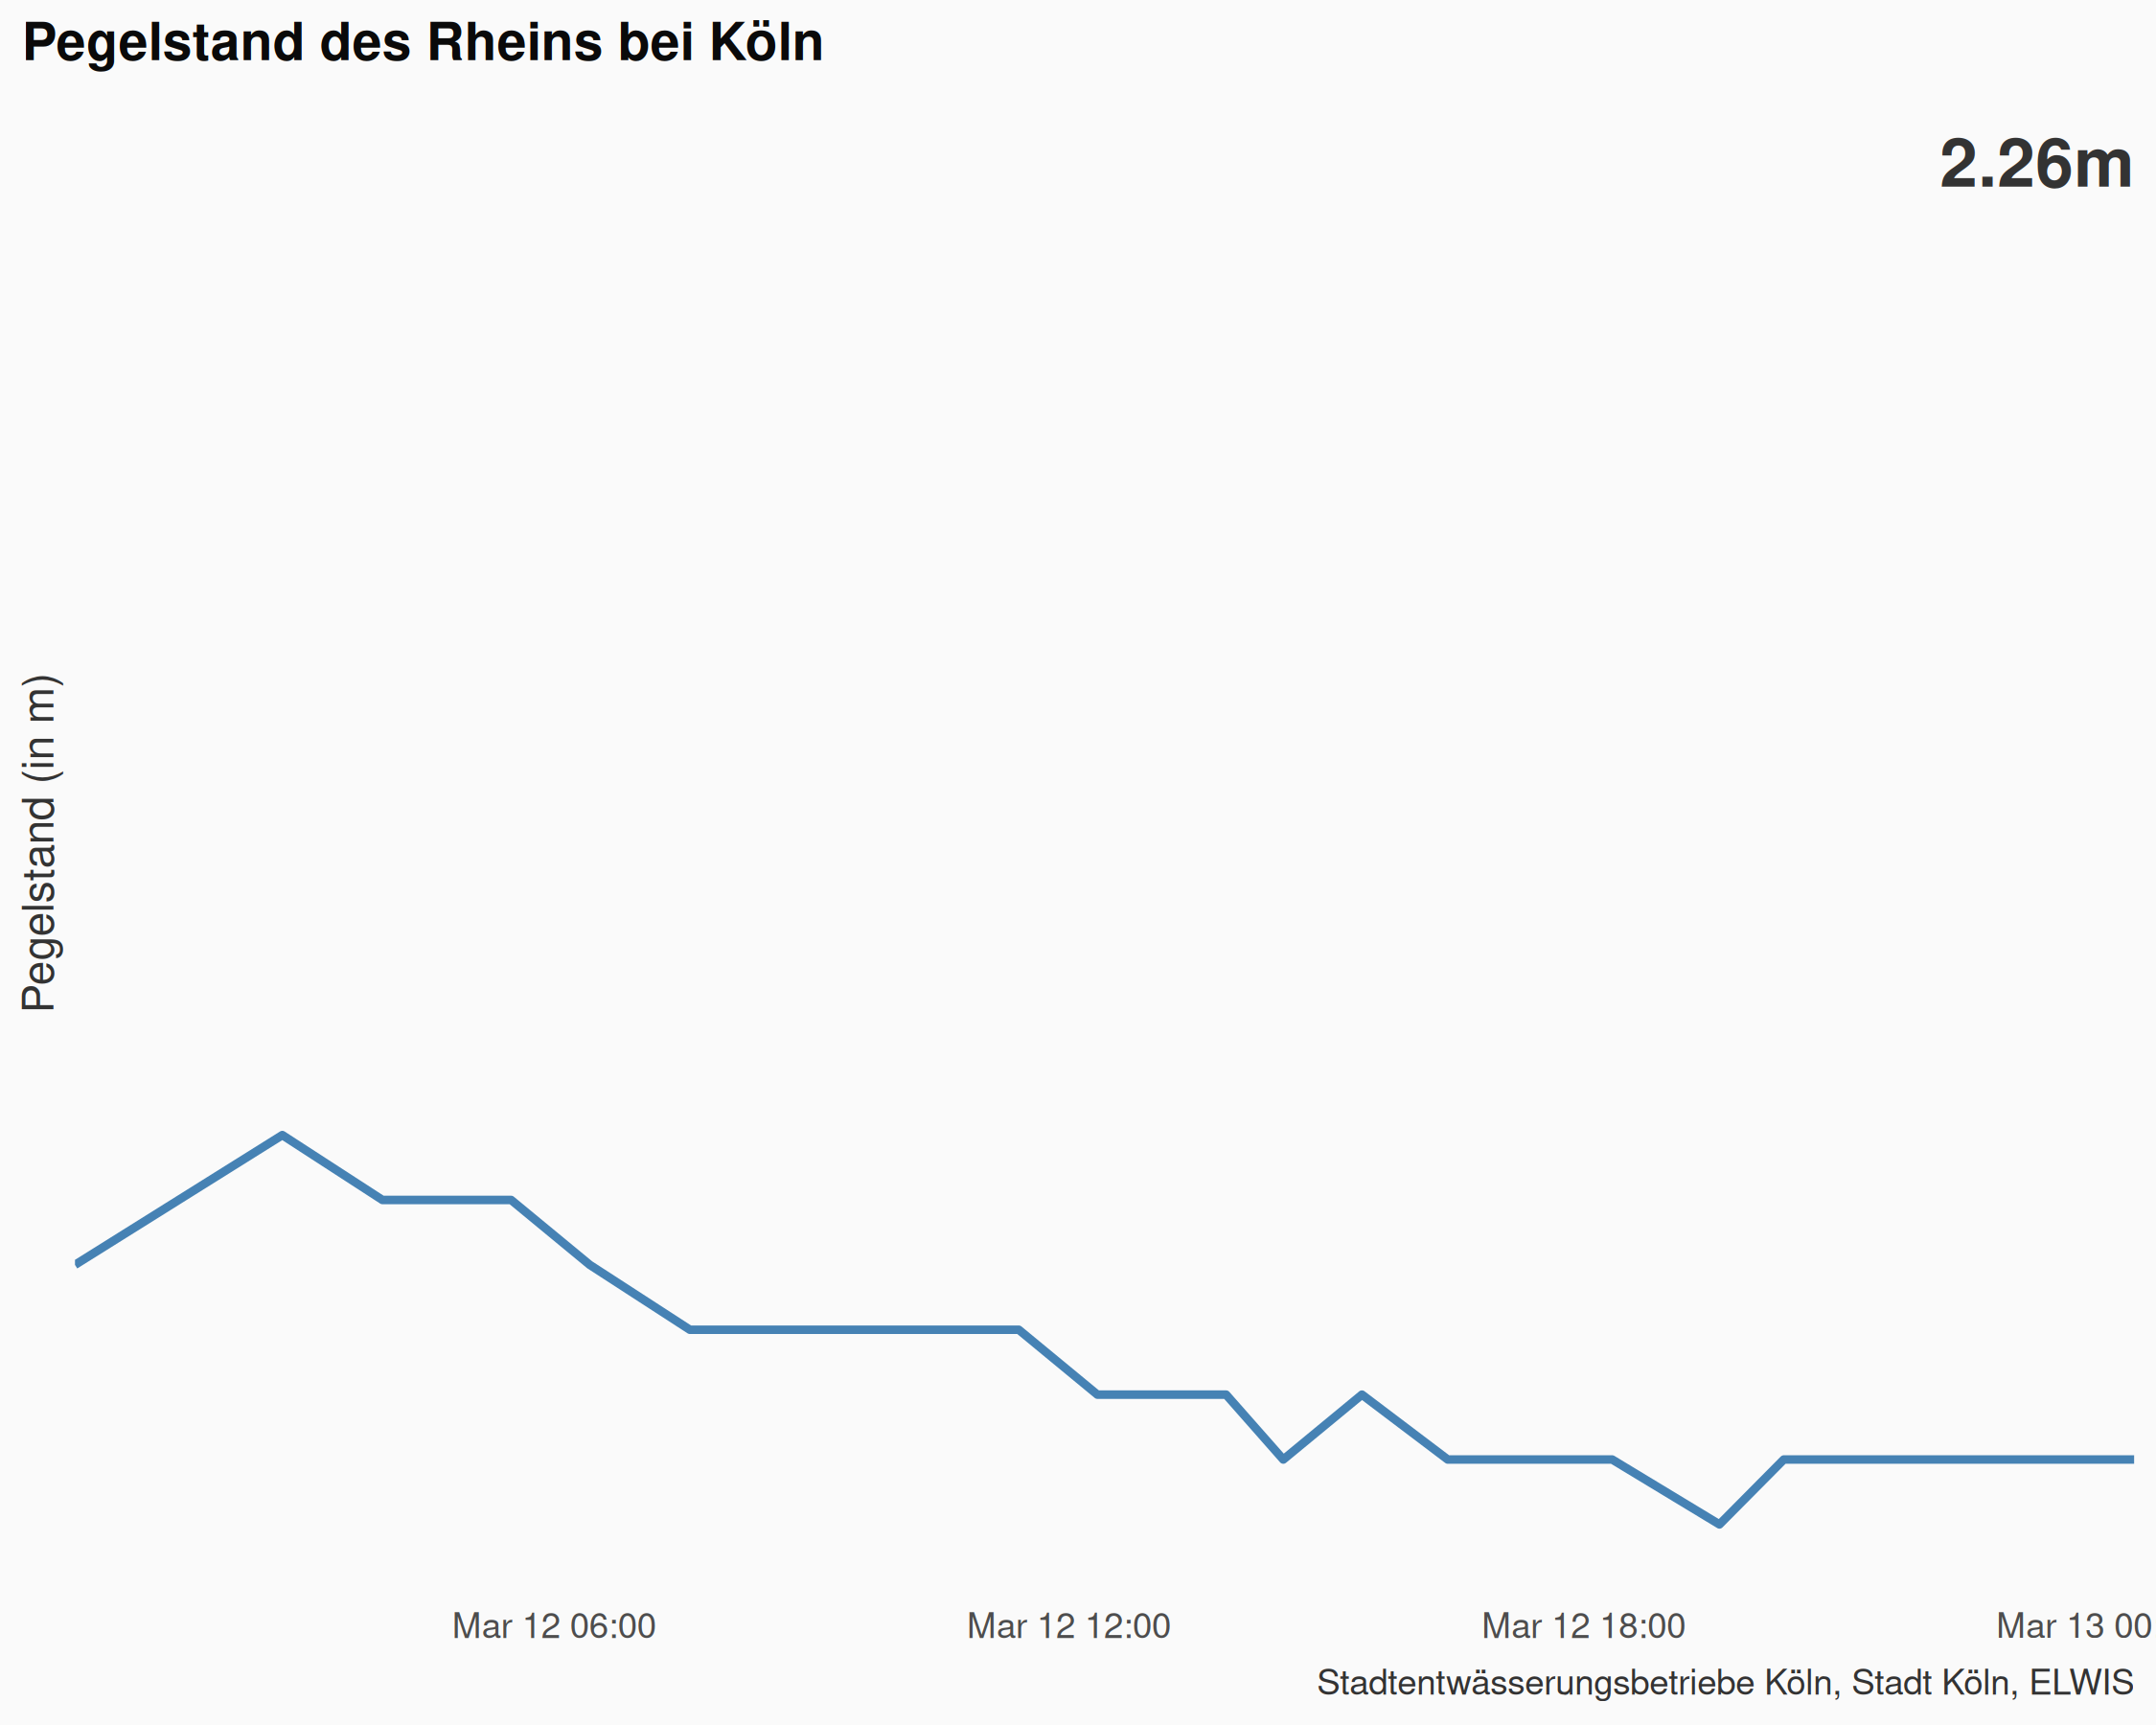 Pegelstand des Rheins bei Köln
2.26m
Pegelstand (in m)
Mar 12 06:00
Mar 12 12:00
Mar 12 18:00
Mar 13 00
Stadtentwässerungsbetriebe Köln, Stadt Köln, ELWIS